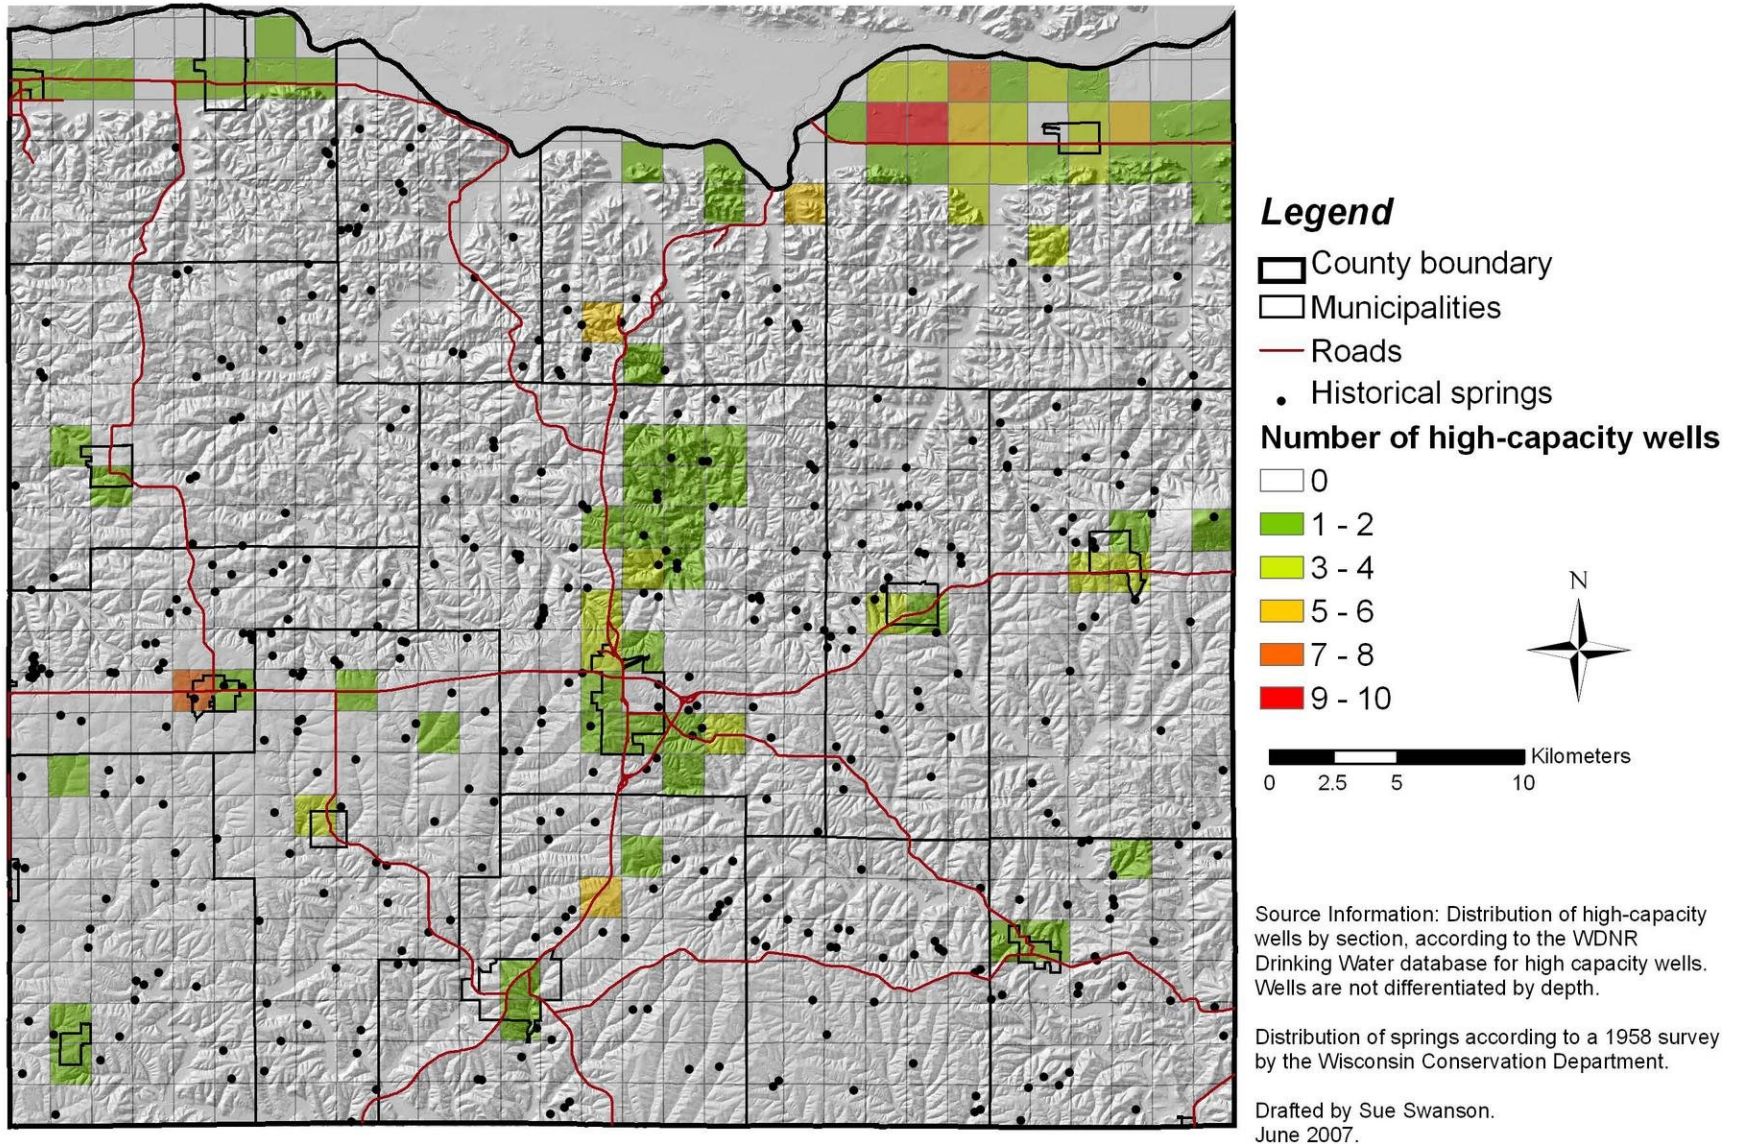 Legend
County boundary
Municipalities
Roads
Historical springs
Number of high-capacity wells
0
1 - 2
3 - 4
5 - 6
7 - 8
9 - 10
N
Kilometers
0 2.5 5 10
Source Information: Distribution of high-capacity
wells by section, according to the WDNR
Drinking Water database for high capacity wells.
Wells are not differentiated by depth.
Distribution of springs according to a 1958 survey
by the Wisconsin Conservation Department.
Drafted by Sue Swanson.
June 2007.